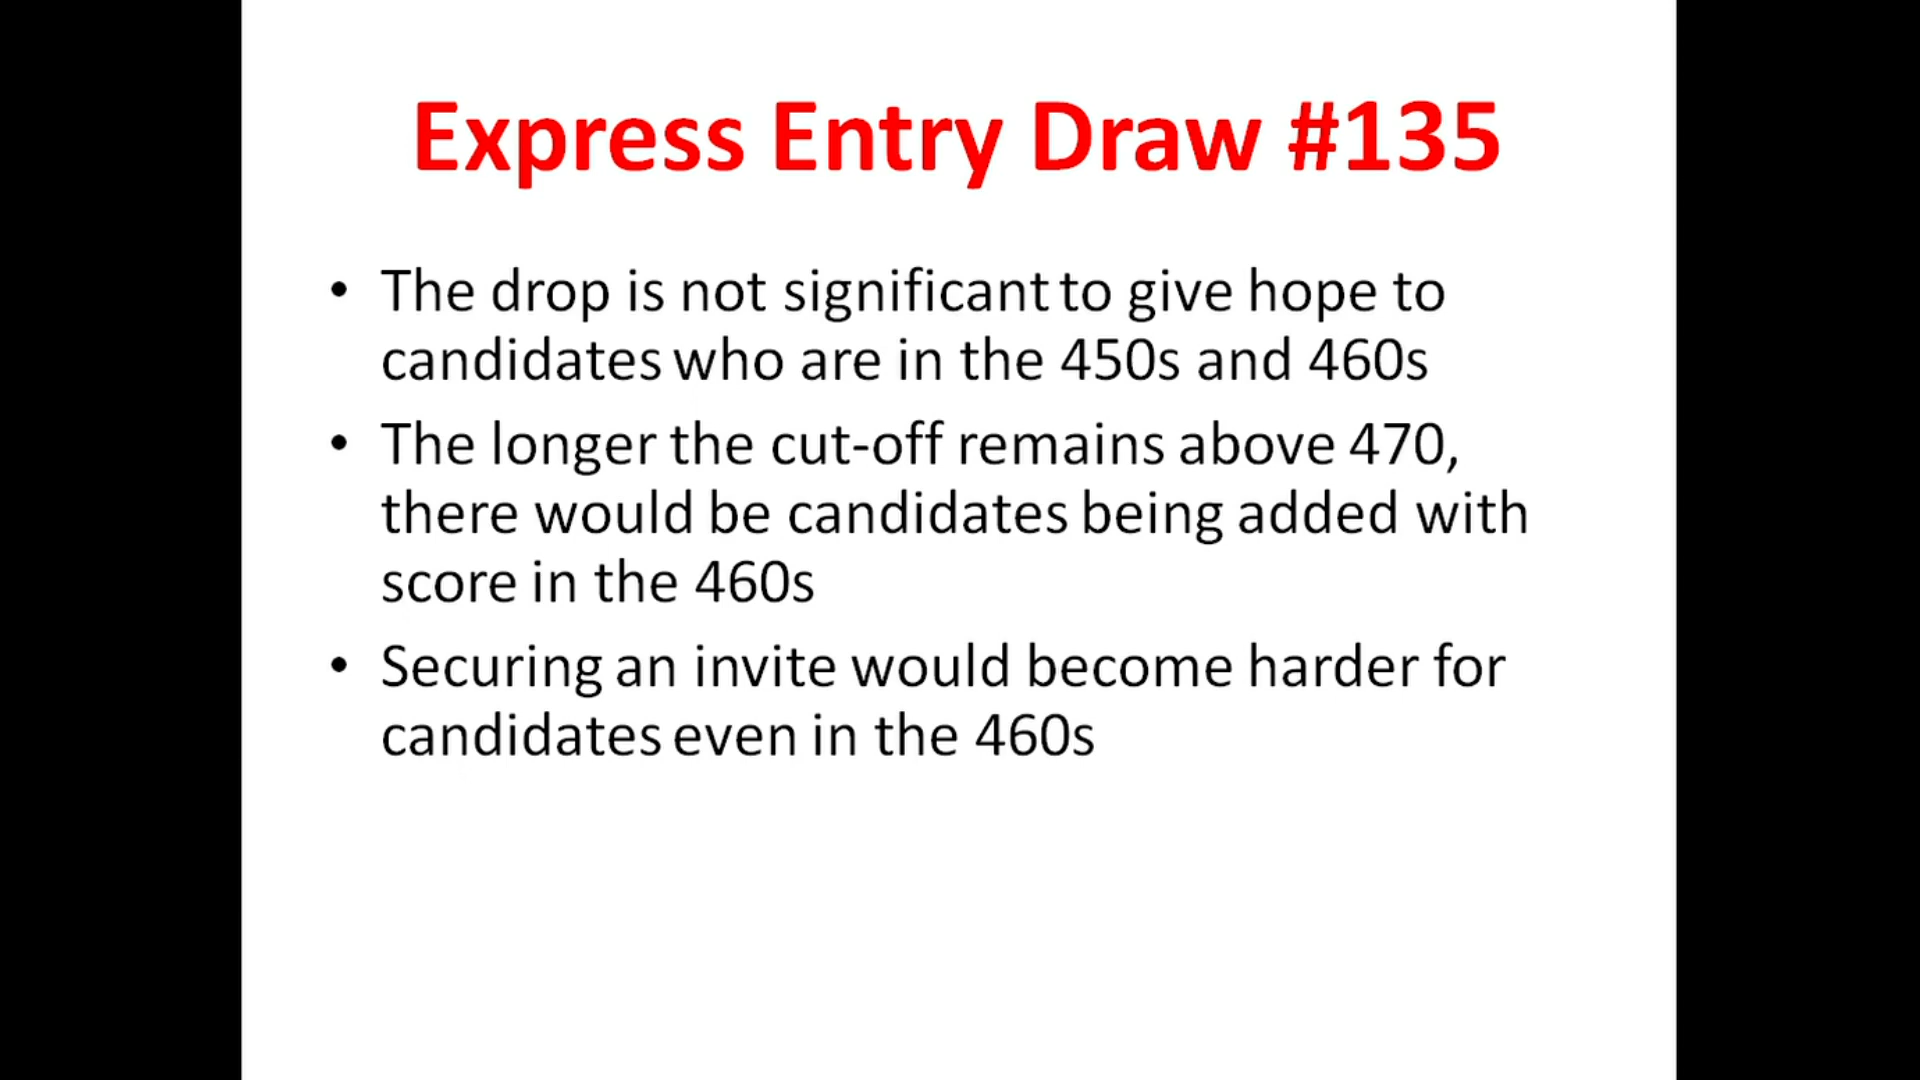 Express Entry Draw #135
• The drop is not significant to give hope to
candidates who are in the 450s and 460s
• The longer the cut-off remains above 470,
there would be candidates being added with
score in the 460s
• Securing an invite would become harder for
candidates even in the 460s